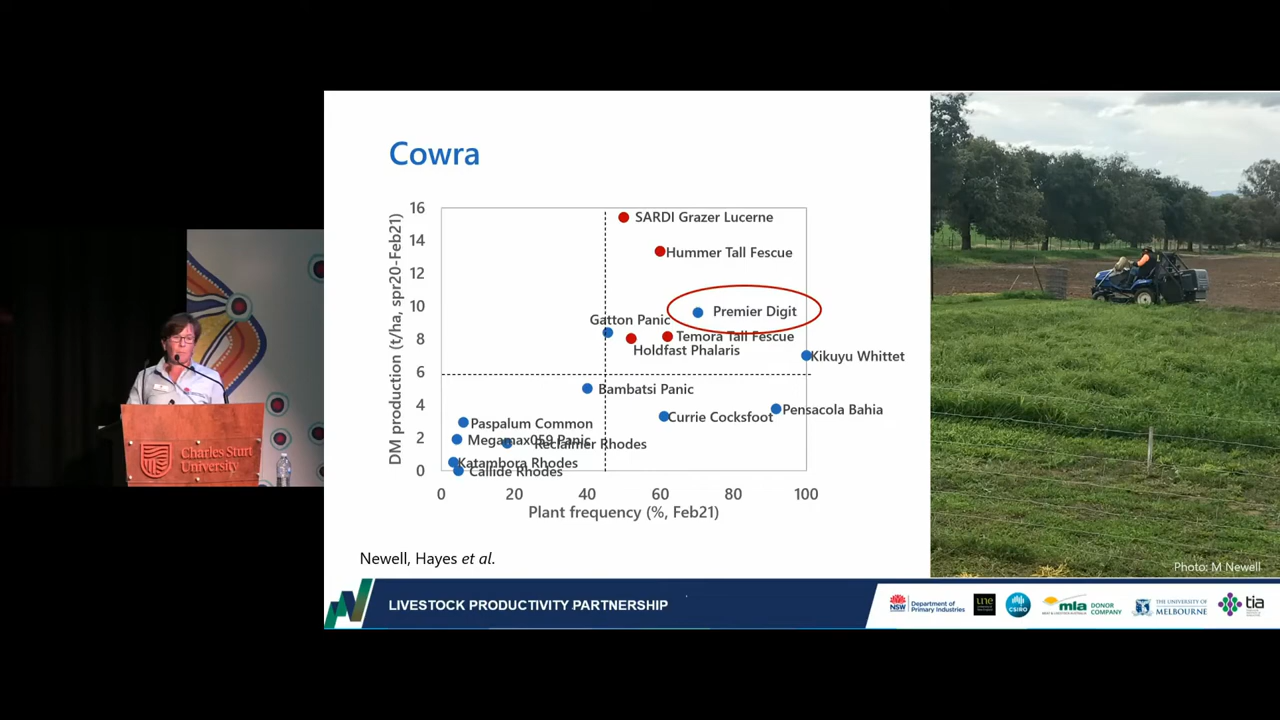 Cowra
16
14
12
10
8
6
4
2
0
DM production (t/ha, spr20-Feb21)
SARDI Grazer Lucerne
Hummer Tall Fescue
Premier Digit
Gatton Panic
Temora Tall Fescue
Holdfast Phalaris
Kikuyu Whittet
Bambatsi Panic
Pensacola Bahia
Currie Cocksfoot
Paspalum Common
Megamax059 Panic
Reclaimer Rhodes
Katambora Rhodes
Callide Rhodes
0 20 40 60 80 100
Plant frequency (%, Feb21)
Newell, Hayes et al.
Photo: M Newell
Charles Sturt
University
LIVESTOCK PRODUCTIVITY PARTNERSHIP
NSW
Department of
Primary Industries
une
CSIRO
mla
MEAT & LIVESTOCK AUSTRALIA
DONOR
COMPANY
THE UNIVERSITY OF
MELBOURNE
tia